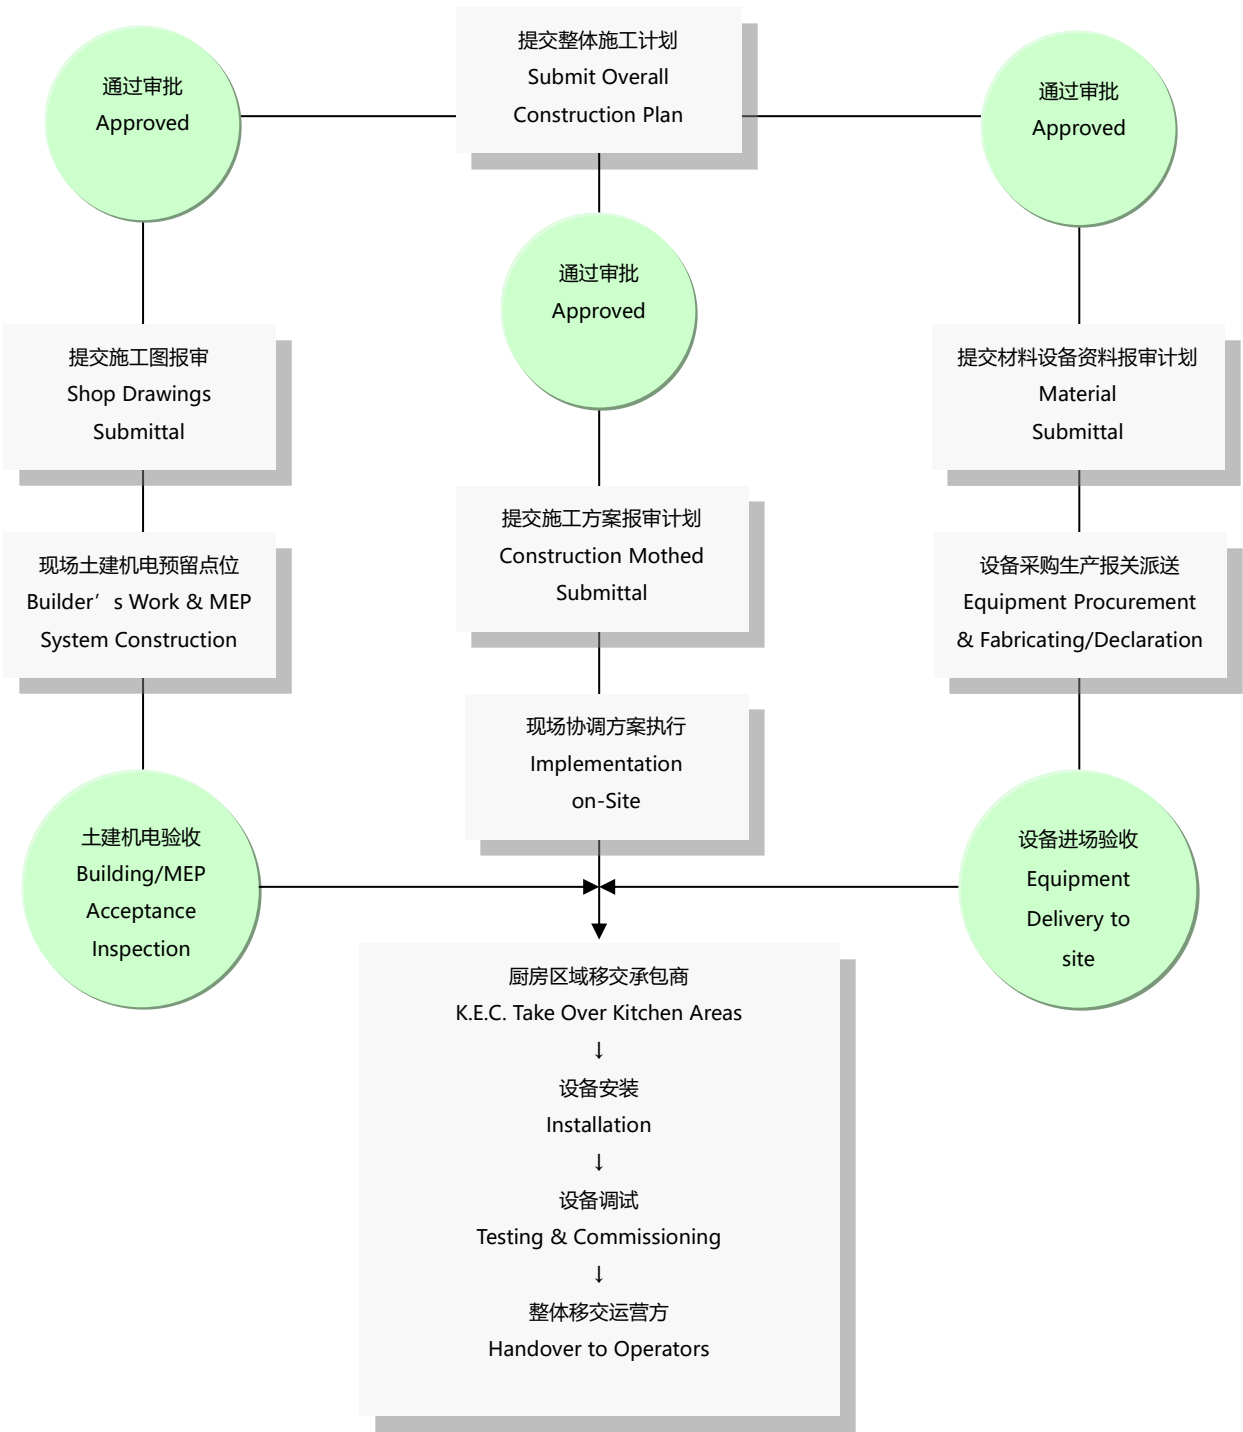 提交整体施工计划
Submit Overall
Construction Plan
通过审批
Approved
通过审批
Approved
通过审批
Approved
提交施工图报审
Shop Drawings
Submittal
提交材料设备资料报审计划
Material
Submittal
提交施工方案报审计划
Construction Mothed
Submittal
现场土建机电预留点位
Builder’s Work & MEP
System Construction
设备采购生产报关派送
Equipment Procurement
& Fabricating/Declaration
现场协调方案执行
Implementation
on-Site
土建机电验收
Building/MEP
Acceptance
Inspection
设备进场验收
Equipment
Delivery to
site
厨房区域移交承包商
K.E.C. Take Over Kitchen Areas
↓
设备安装
Installation
↓
设备调试
Testing & Commissioning
↓
整体移交运营方
Handover to Operators